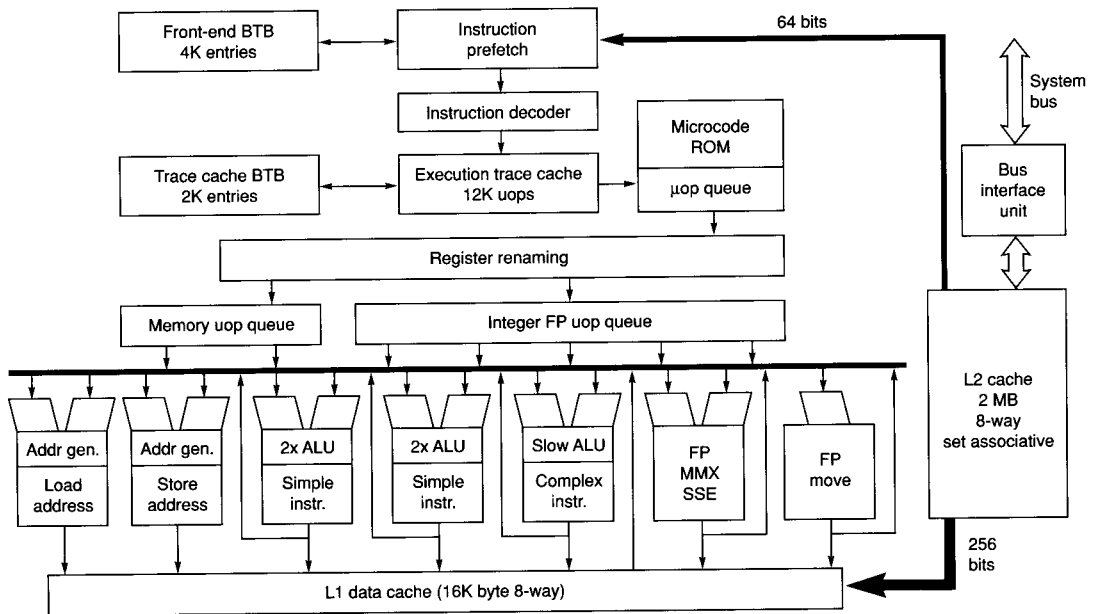 Front-end BTB
4K entries
Instruction
prefetch
64 bits
System
bus
Instruction decoder
Microcode
ROM
Bus
interface
unit
Trace cache BTB
2K entries
Execution trace cache
12K uops
μop queue
Register renaming
Memory uop queue
Integer FP uop queue
L2 cache
2 MB
8-way
set associative
Addr gen.
Load
address
Addr gen.
Store
address
2x ALU
Simple
instr.
2x ALU
Simple
instr.
Slow ALU
Complex
instr.
FP
MMX
SSE
FP
move
256
bits
L1 data cache (16K byte 8-way)